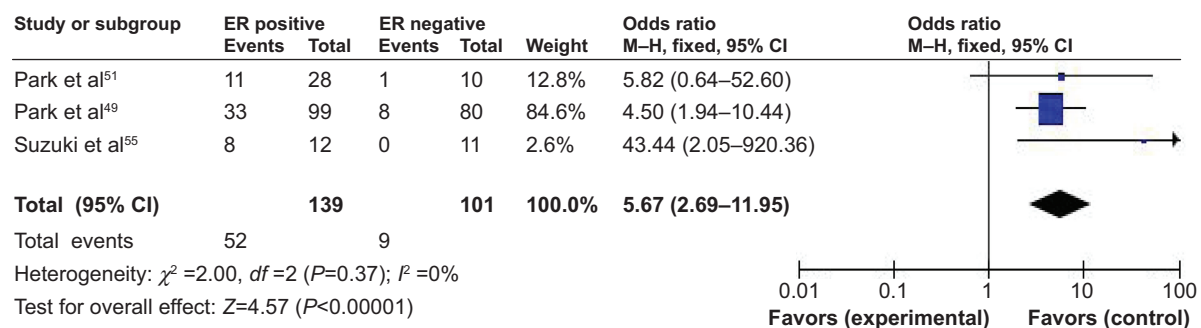 Study or subgroup ER positive ER negative Odds ratio Odds ratio
Events Total Events Total Weight M–H, fixed, 95% CI M–H, fixed, 95% CI
Park et al⁵¹ 11 28 1 10 12.8% 5.82 (0.64–52.60)
Park et al⁴⁹ 33 99 8 80 84.6% 4.50 (1.94–10.44)
Suzuki et al⁵⁵ 8 12 0 11 2.6% 43.44 (2.05–920.36)
Total (95% CI) 139 101 100.0% 5.67 (2.69–11.95)
Total events 52 9
Heterogeneity: χ² =2.00, df =2 (P=0.37); I² =0%
Test for overall effect: Z=4.57 (P<0.00001)
0.01 0.1 1 10 100
Favors (experimental) Favors (control)